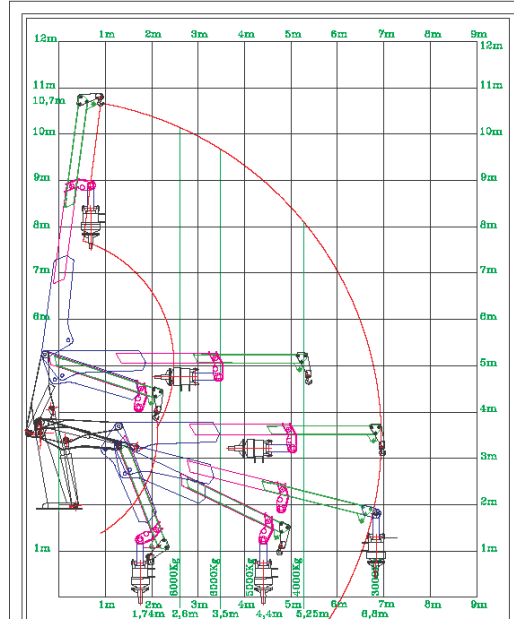 1m 2m 3m 4m 5m 6m 7m 8m 9m
12m 12m
11m 11m
10,7m
10m 10m
9m 9m
8m 8m
7m 7m
6m 6m
5m 5m
4m 4m
3m 3m
2m 2m
1m 1m
6000Kg 6000Kg 5000Kg 4000Kg
1m 2m 3m 4m 5m 6m 7m 8m 9m
1,74m 2,6m 3,5m 4,4m 5,25m 6,8m